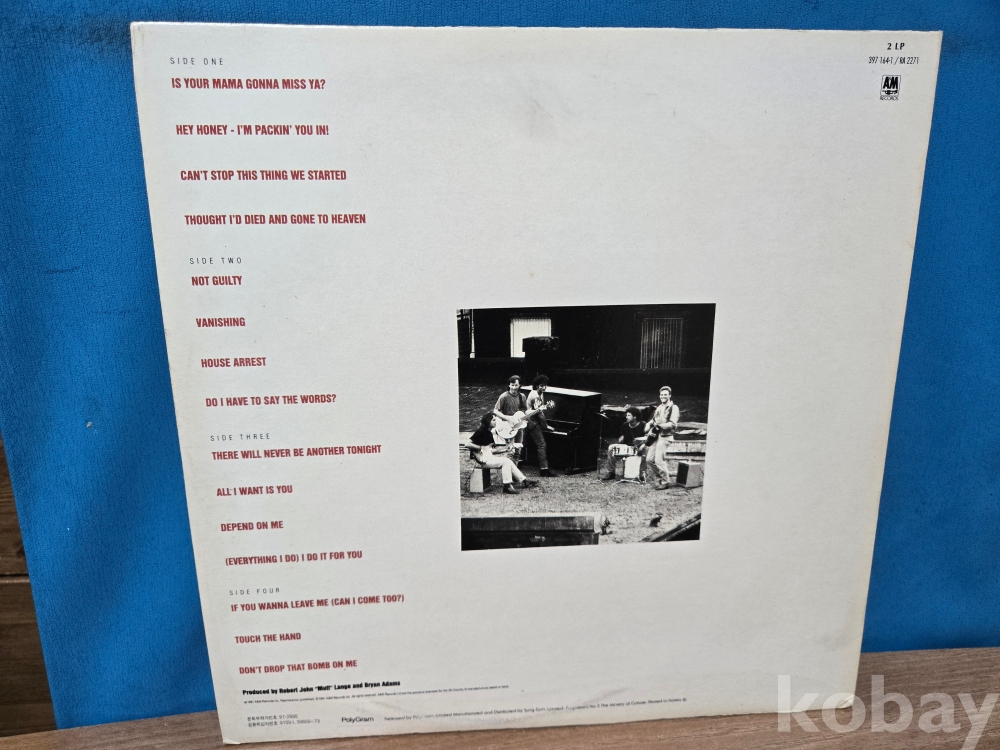 SIDE ONE
IS YOUR MAMA GONNA MISS YA?
HEY HONEY - I'M PACKIN' YOU IN!
CAN'T STOP THIS THING WE STARTED
THOUGHT I'D DIED AND GONE TO HEAVEN
SIDE TWO
NOT GUILTY
VANISHING
HOUSE ARREST
DO I HAVE TO SAY THE WORDS?
SIDE THREE
THERE WILL NEVER BE ANOTHER TONIGHT
ALL I WANT IS YOU
DEPEND ON ME
(EVERYTHING I DO) I DO IT FOR YOU
SIDE FOUR
IF YOU WANNA LEAVE ME (CAN I COME TOO?)
TOUCH THE HAND
DON'T DROP THAT BOMB ON ME
Produced by Robert John "Mutt" Lange and Bryan Adams
PolyGram
2 LP
397 164-1 / RA 2271
A&M
RECORDS
kobay